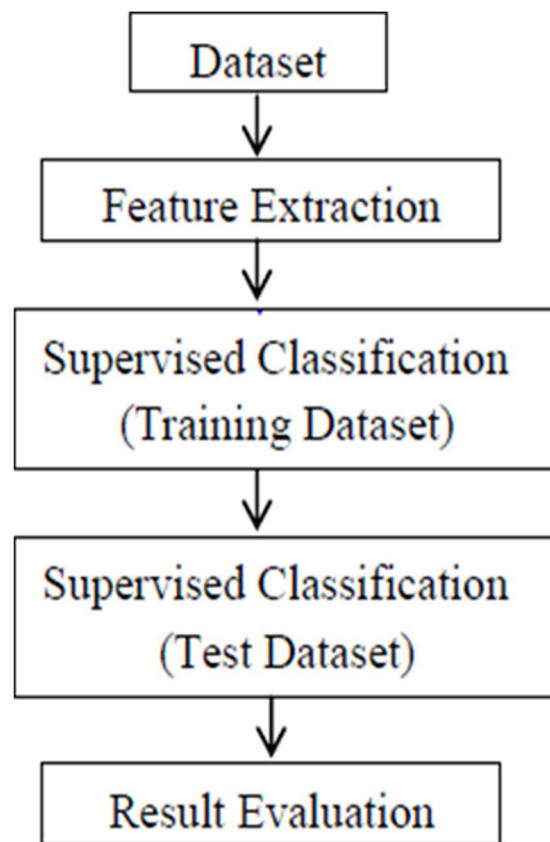 Dataset
Feature Extraction
Supervised Classification
(Training Dataset)
Supervised Classification
(Test Dataset)
Result Evaluation